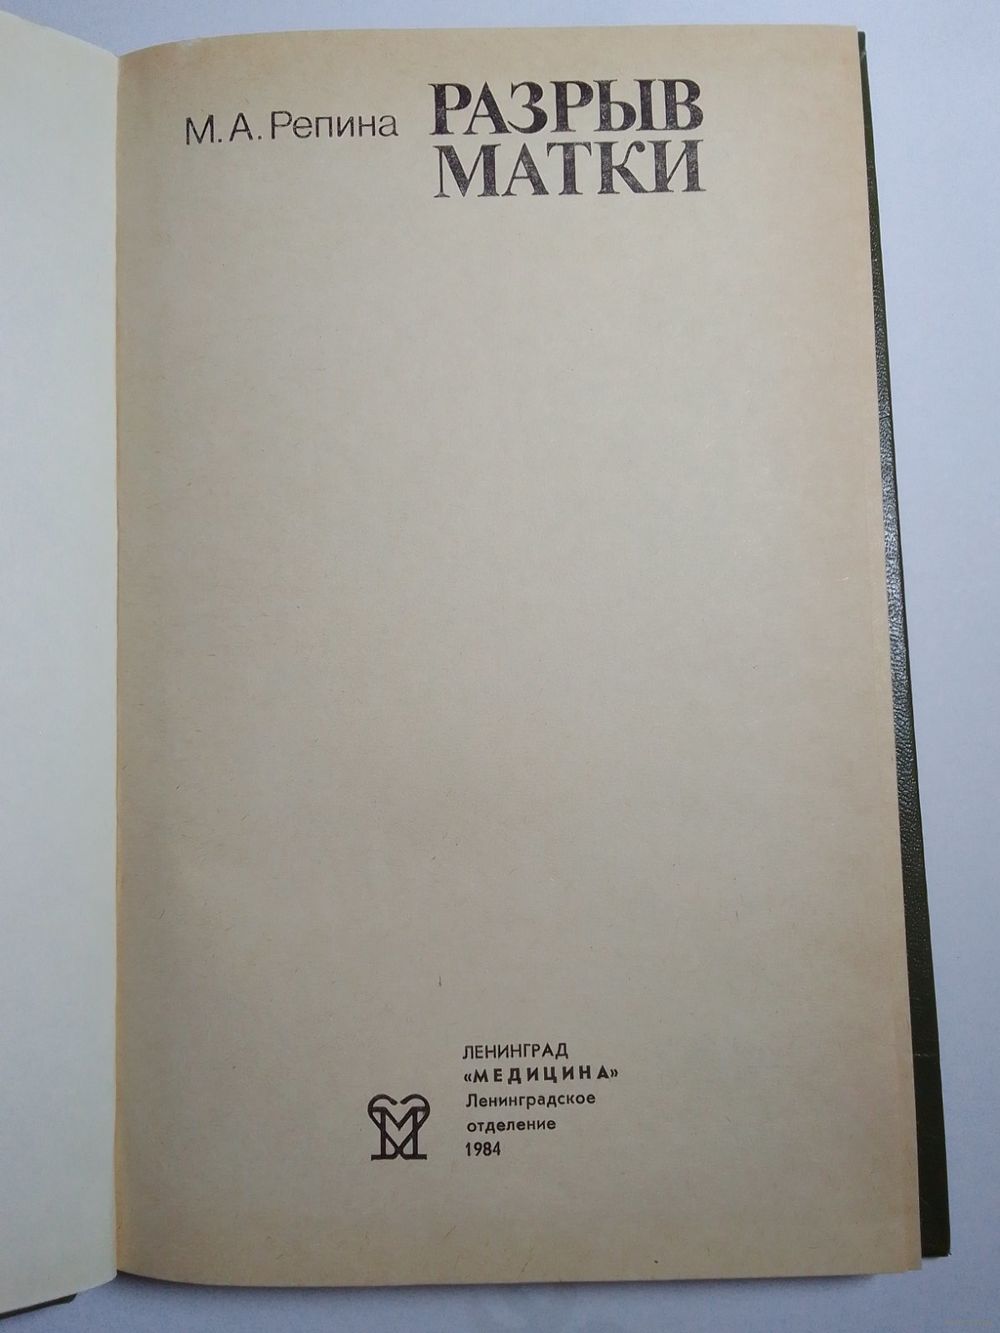 М. А. Репина
РАЗРЫВ
МАТКИ
ЛЕНИНГРАД
«МЕДИЦИНА»
Ленинградское
отделение
1984